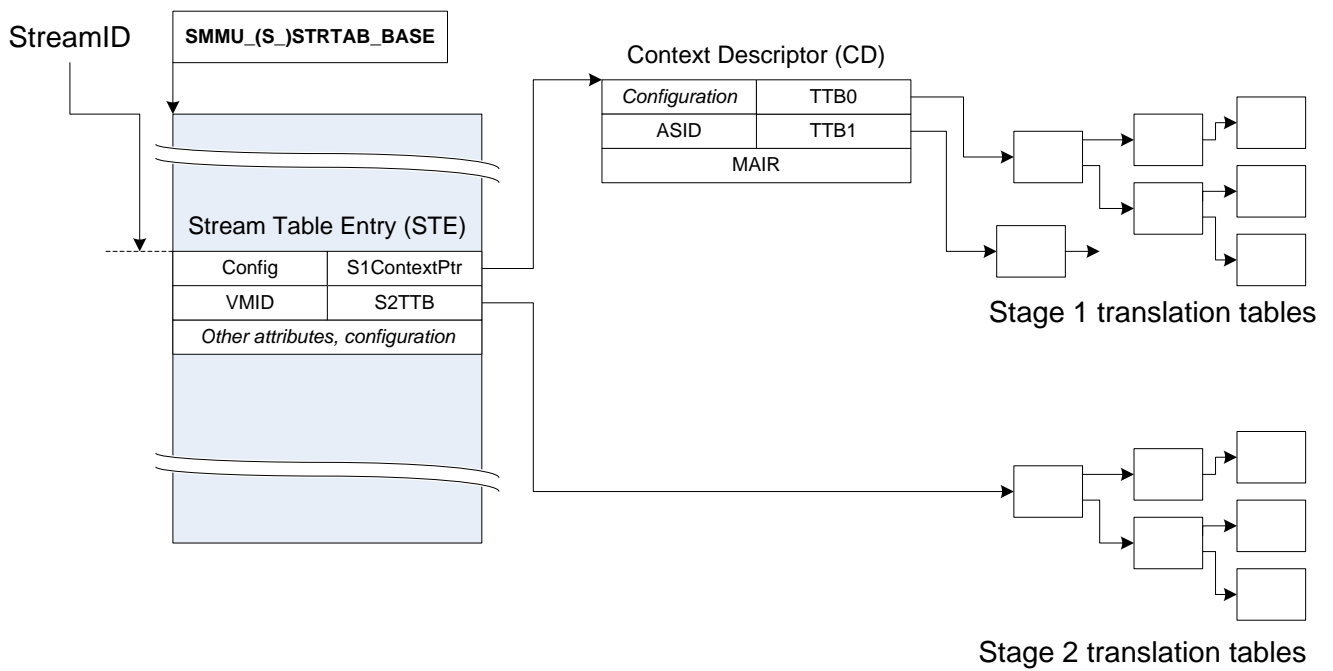 StreamID
SMMU_(S_)STRTAB_BASE
Context Descriptor (CD)
Configuration TTB0
ASID TTB1
MAIR
Stream Table Entry (STE)
Config S1ContextPtr
VMID S2TTB
Other attributes, configuration
Stage 1 translation tables
Stage 2 translation tables